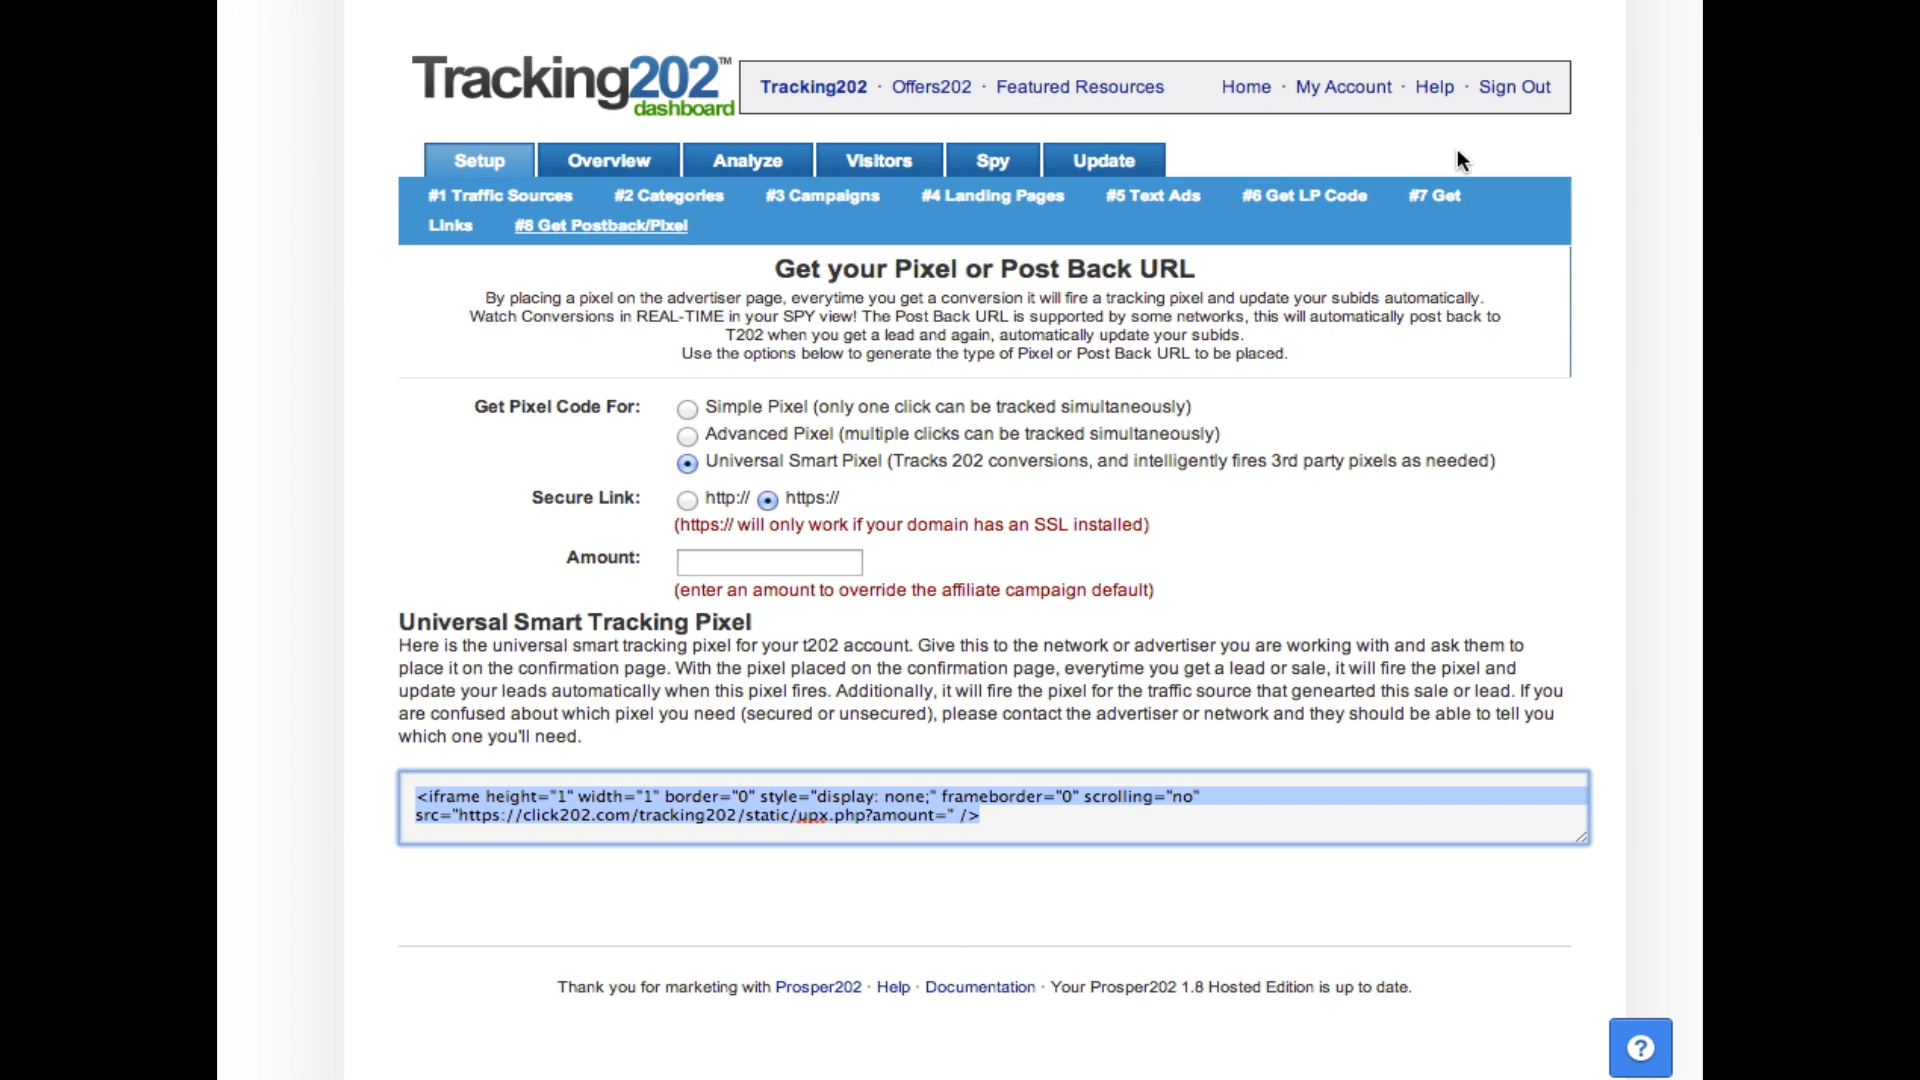 Tracking202™
dashboard
Tracking202 · Offers202 · Featured Resources Home · My Account · Help · Sign Out
Setup Overview Analyze Visitors Spy Update
#1 Traffic Sources #2 Categories #3 Campaigns #4 Landing Pages #5 Text Ads #6 Get LP Code #7 Get
Links #8 Get Postback/Pixel
Get your Pixel or Post Back URL
By placing a pixel on the advertiser page, everytime you get a conversion it will fire a tracking pixel and update your subids automatically.
Watch Conversions in REAL-TIME in your SPY view! The Post Back URL is supported by some networks, this will automatically post back to
T202 when you get a lead and again, automatically update your subids.
Use the options below to generate the type of Pixel or Post Back URL to be placed.
Get Pixel Code For: Simple Pixel (only one click can be tracked simultaneously)
Advanced Pixel (multiple clicks can be tracked simultaneously)
Universal Smart Pixel (Tracks 202 conversions, and intelligently fires 3rd party pixels as needed)
Secure Link: http:// https://
(https:// will only work if your domain has an SSL installed)
Amount:
(enter an amount to override the affiliate campaign default)
Universal Smart Tracking Pixel
Here is the universal smart tracking pixel for your t202 account. Give this to the network or advertiser you are working with and ask them to
place it on the confirmation page. With the pixel placed on the confirmation page, everytime you get a lead or sale, it will fire the pixel and
update your leads automatically when this pixel fires. Additionally, it will fire the pixel for the traffic source that genearted this sale or lead. If you
are confused about which pixel you need (secured or unsecured), please contact the advertiser or network and they should be able to tell you
which one you'll need.
<iframe height="1" width="1" border="0" style="display: none;" frameborder="0" scrolling="no"
src="https://click202.com/tracking202/static/upx.php?amount=" />
Thank you for marketing with Prosper202 · Help · Documentation · Your Prosper202 1.8 Hosted Edition is up to date.
?